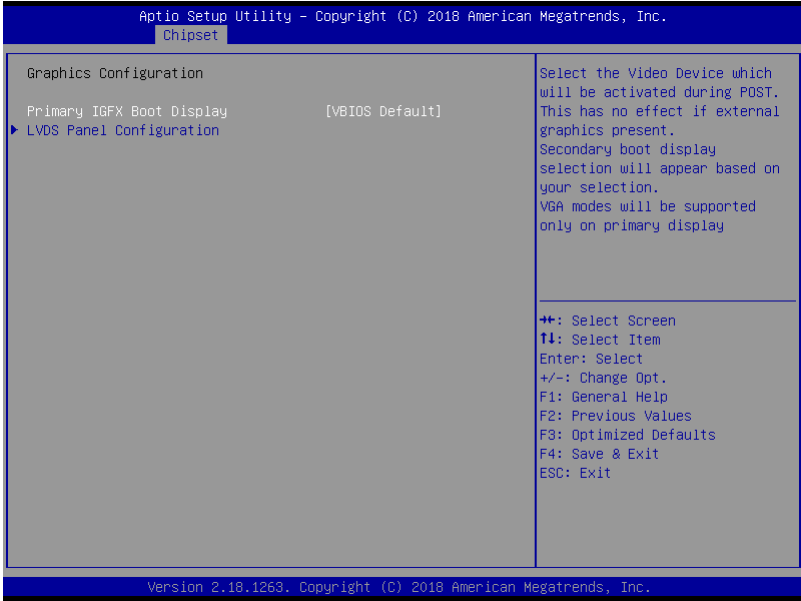 Aptio Setup Utility – Copyright (C) 2018 American Megatrends, Inc.
Chipset
Graphics Configuration
Primary IGFX Boot Display [VBIOS Default]
LVDS Panel Configuration
Select the Video Device which
will be activated during POST.
This has no effect if external
graphics present.
Secondary boot display
selection will appear based on
your selection.
VGA modes will be supported
only on primary display
→←: Select Screen
↑↓: Select Item
Enter: Select
+/-: Change Opt.
F1: General Help
F2: Previous Values
F3: Optimized Defaults
F4: Save & Exit
ESC: Exit
Version 2.18.1263. Copyright (C) 2018 American Megatrends, Inc.